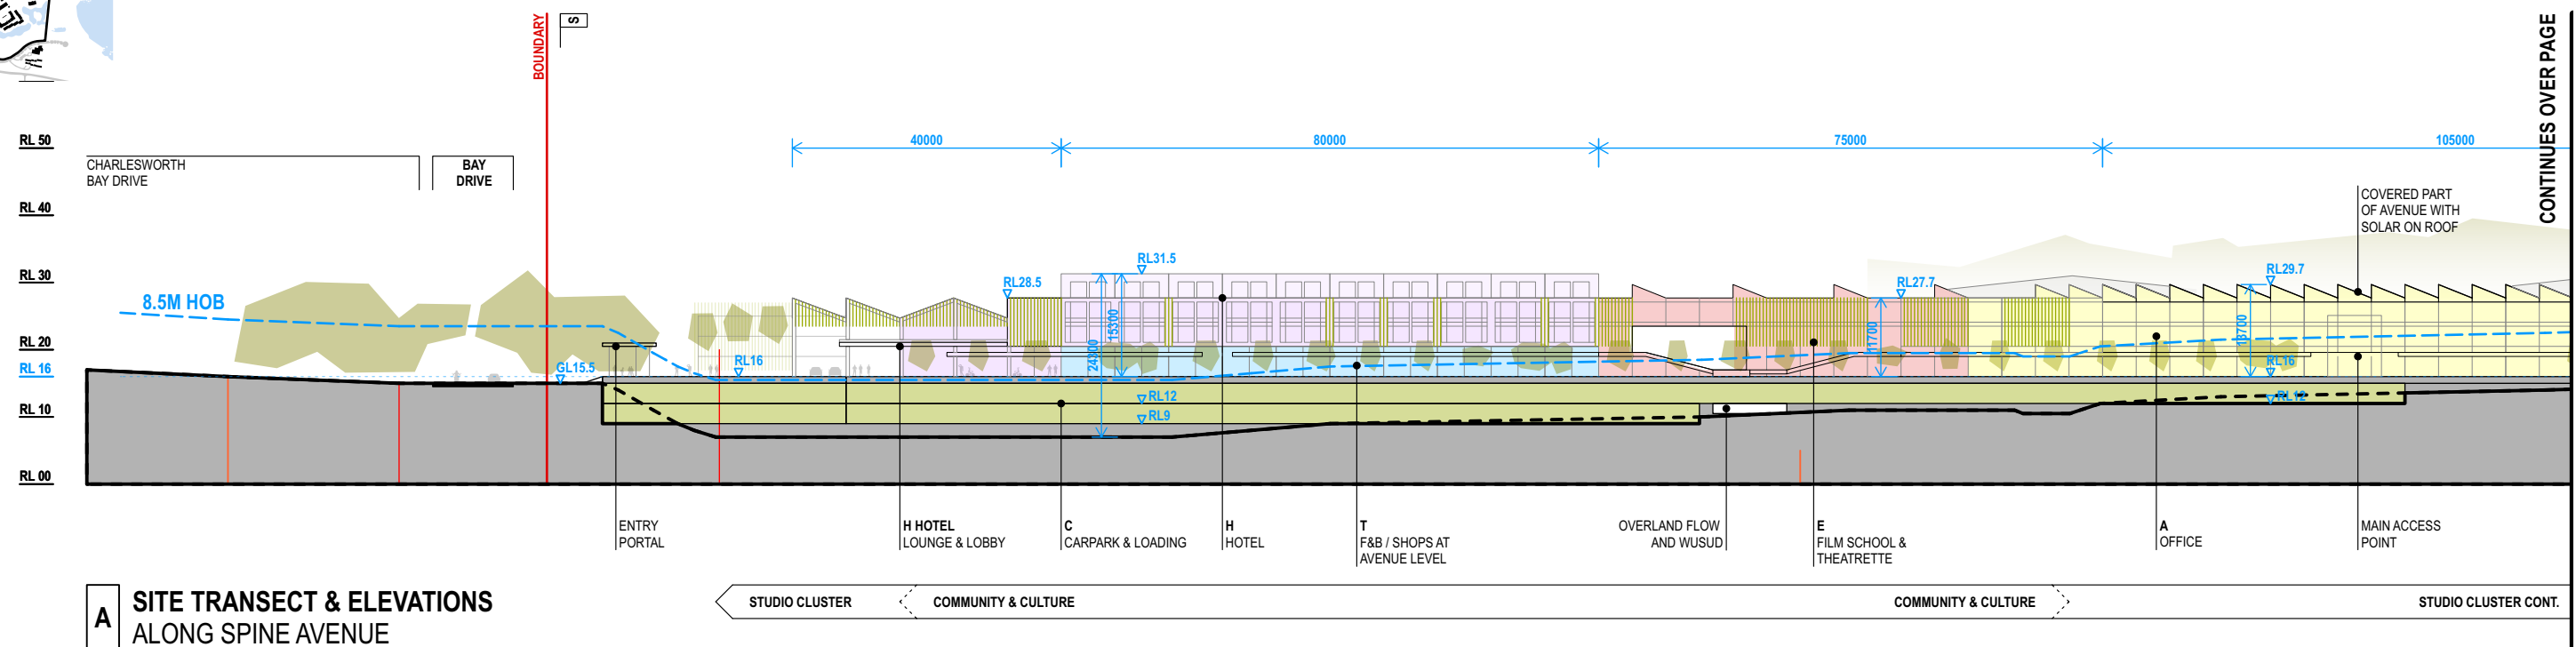 BOUNDARY
S
CONTINUES OVER PAGE
RL 50
40000
80000
75000
105000
CHARLESWORTH
BAY DRIVE
BAY
DRIVE
RL 40
COVERED PART
OF AVENUE WITH
SOLAR ON ROOF
RL 30
RL31.5
RL28.5
RL27.7
RL29.7
8.5M HOB
15300
24300
11700
13700
RL 20
RL 16
GL15.5
RL16
RL16
RL 10
RL12
RL9
RL12
RL 00
ENTRY
PORTAL
H HOTEL
LOUNGE & LOBBY
C
CARPARK & LOADING
H
HOTEL
T
F&B / SHOPS AT
AVENUE LEVEL
OVERLAND FLOW
AND WUSUD
E
FILM SCHOOL &
THEATRETTE
A
OFFICE
MAIN ACCESS
POINT
A
SITE TRANSECT & ELEVATIONS
ALONG SPINE AVENUE
STUDIO CLUSTER
COMMUNITY & CULTURE
COMMUNITY & CULTURE
STUDIO CLUSTER CONT.